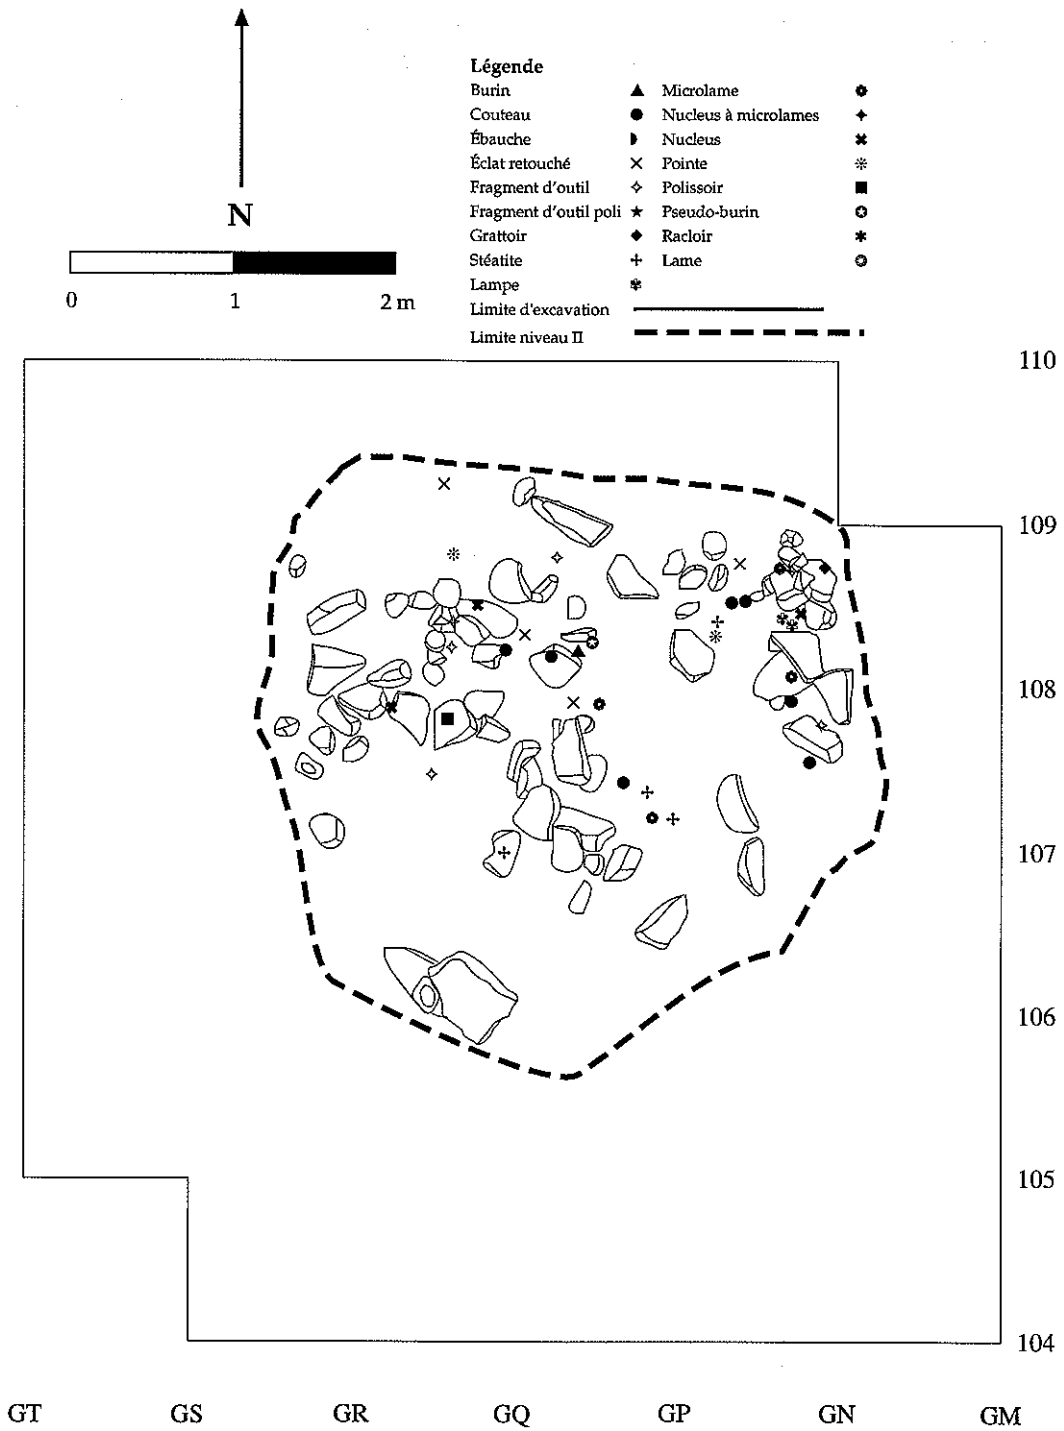 N
0 1 2 m
Légende
Burin
Couteau
Ébauche
Éclat retouché
Fragment d'outil
Fragment d'outil poli
Grattoir
Stéatite
Lampe
Limite d'excavation
Limite niveau II
Microlame
Nucleus à microlames
Nucleus
Pointe
Polissoir
Pseudo-burin
Racloir
Lame
110
109
108
107
106
105
104
GT GS GR GQ GP GN GM